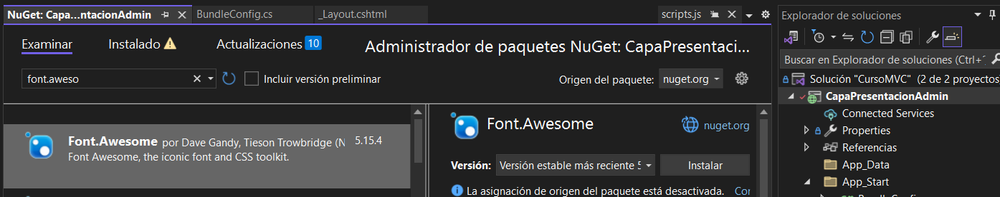 NuGet: Capa...ntacionAdmin
BundleConfig.cs
_Layout.cshtml
scripts.js
Explorador de soluciones
Examinar
Instalado
Actualizaciones 10
Administrador de paquetes NuGet: CapaPresentaci...
Buscar en Explorador de soluciones (Ctrl+
font.aweso
Incluir versión preliminar
Origen del paquete: nuget.org
Solución "CursoMVC" (2 de 2 proyectos)
CapaPresentacionAdmin
Connected Services
Properties
Referencias
App_Data
App_Start
Font.Awesome por Dave Gandy, Tieson Trowbridge (N
5.15.4
Font Awesome, the iconic font and CSS toolkit.
Font.Awesome
nuget.org
Versión: Versión estable más reciente 5
Instalar
La asignación de origen del paquete está desactivada. Co